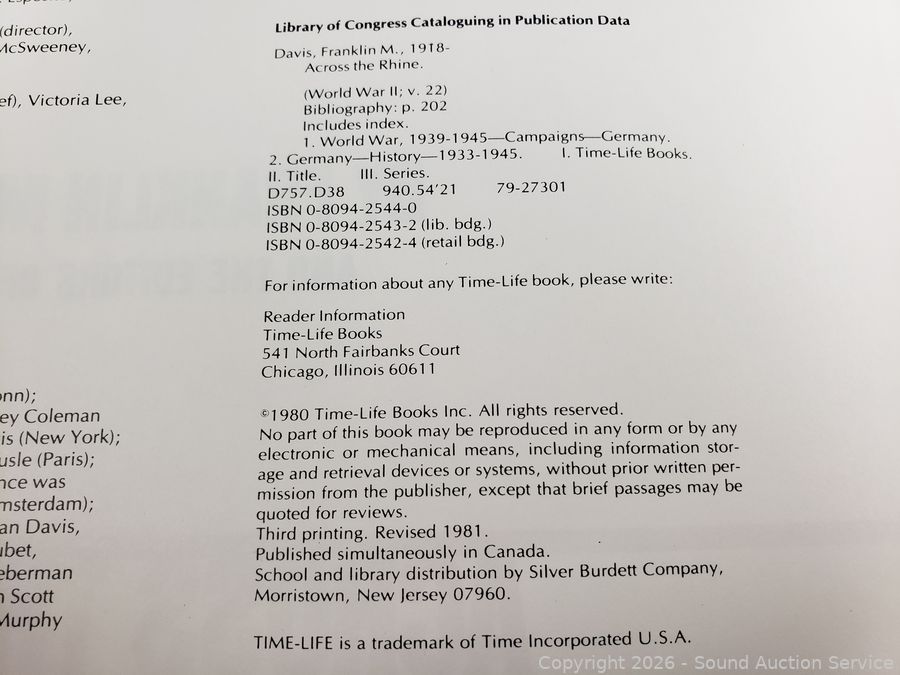 (director),
McSweeney,
ef), Victoria Lee,
onn);
ey Coleman
is (New York);
usle (Paris);
nce was
msterdam);
an Davis,
ubet,
eberman
n Scott
Murphy
Library of Congress Cataloguing in Publication Data
Davis, Franklin M., 1918-
Across the Rhine.
(World War II; v. 22)
Bibliography: p. 202
Includes index.
1. World War, 1939-1945—Campaigns—Germany.
2. Germany—History—1933-1945. I. Time-Life Books.
II. Title. III. Series.
D757.D38 940.54'21 79-27301
ISBN 0-8094-2544-0
ISBN 0-8094-2543-2 (lib. bdg.)
ISBN 0-8094-2542-4 (retail bdg.)
For information about any Time-Life book, please write:
Reader Information
Time-Life Books
541 North Fairbanks Court
Chicago, Illinois 60611
©1980 Time-Life Books Inc. All rights reserved.
No part of this book may be reproduced in any form or by any
electronic or mechanical means, including information stor-
age and retrieval devices or systems, without prior written per-
mission from the publisher, except that brief passages may be
quoted for reviews.
Third printing. Revised 1981.
Published simultaneously in Canada.
School and library distribution by Silver Burdett Company,
Morristown, New Jersey 07960.
TIME-LIFE is a trademark of Time Incorporated U.S.A.
Copyright 2026 - Sound Auction Service